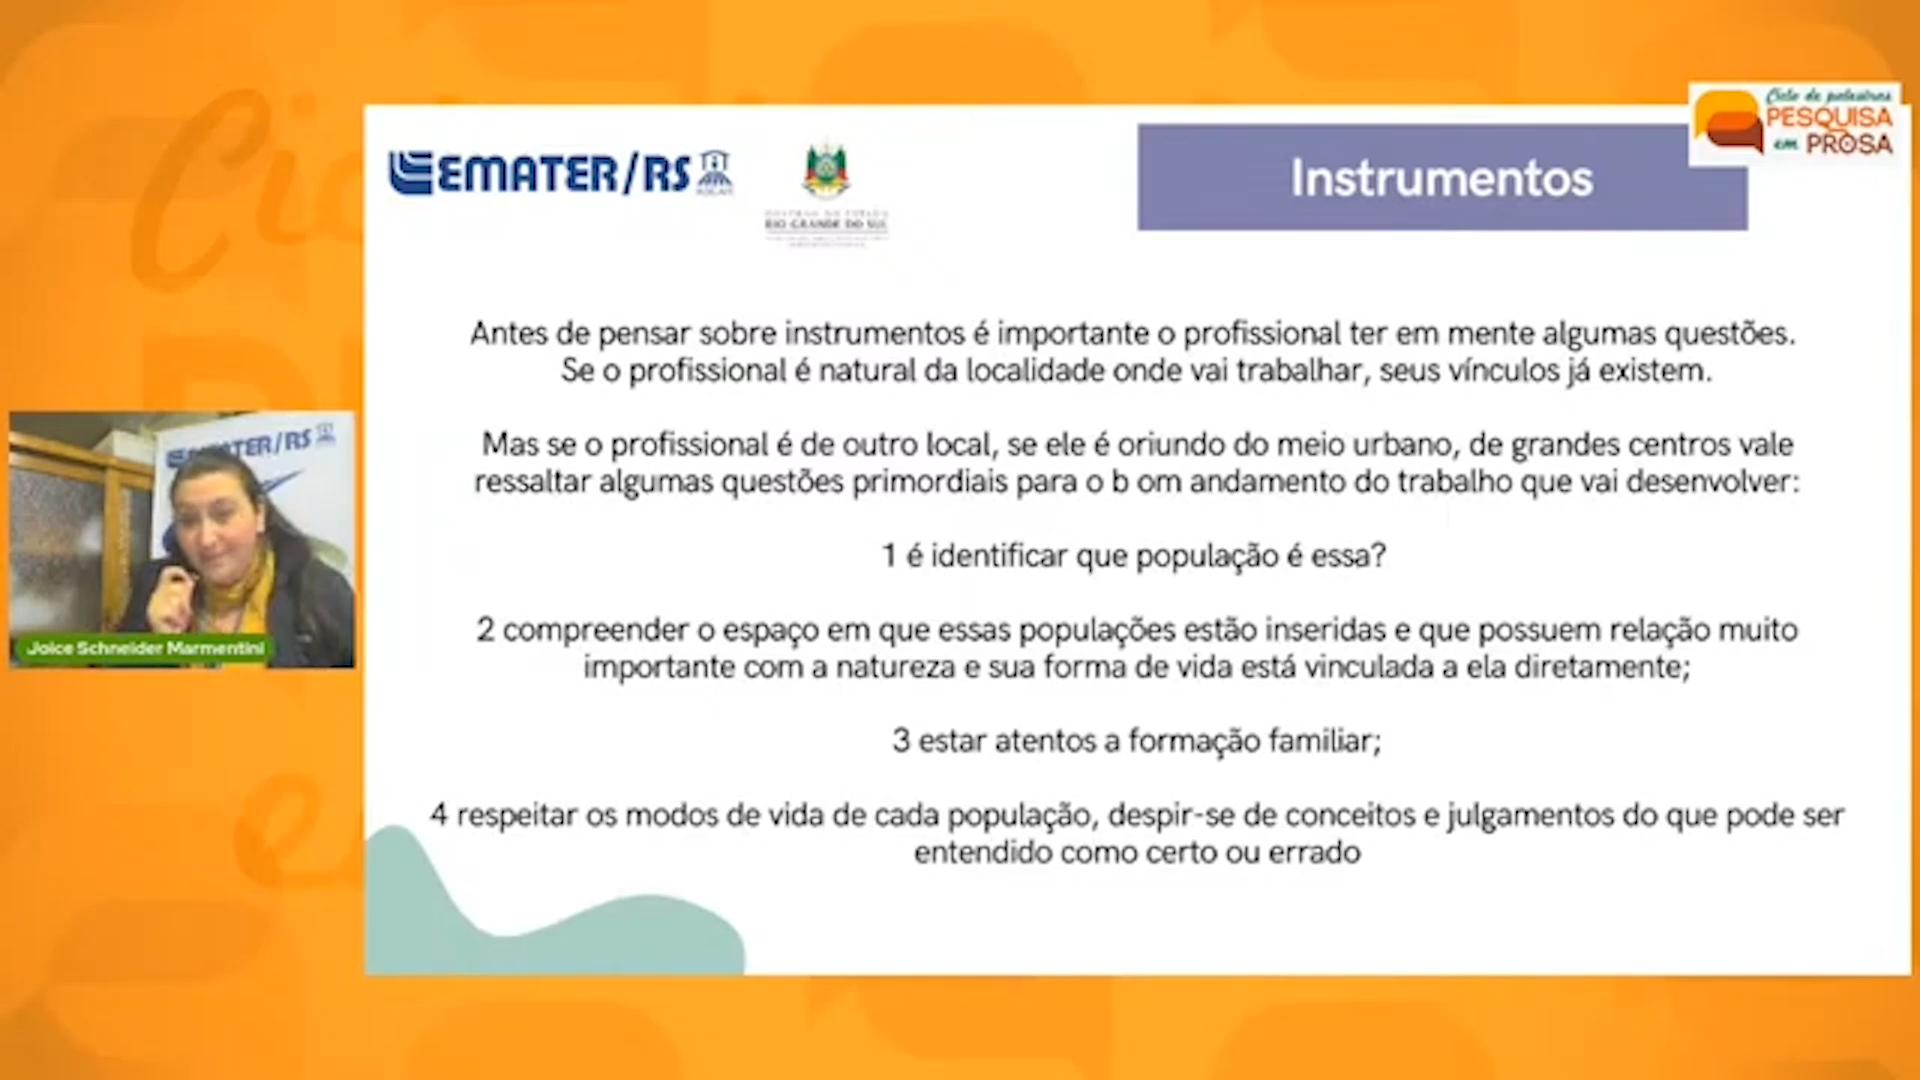 Ciclo de palestras
PESQUISA
em PROSA
EMATER/RS
RIO GRANDE DO SUL
Instrumentos
Antes de pensar sobre instrumentos é importante o profissional ter em mente algumas questões.
Se o profissional é natural da localidade onde vai trabalhar, seus vínculos já existem.
Mas se o profissional é de outro local, se ele é oriundo do meio urbano, de grandes centros vale
ressaltar algumas questões primordiais para o b om andamento do trabalho que vai desenvolver:
1 é identificar que população é essa?
2 compreender o espaço em que essas populações estão inseridas e que possuem relação muito
importante com a natureza e sua forma de vida está vinculada a ela diretamente;
3 estar atentos a formação familiar;
4 respeitar os modos de vida de cada população, despir-se de conceitos e julgamentos do que pode ser
entendido como certo ou errado
EMATER/RS
Joice Schneider Marmentini